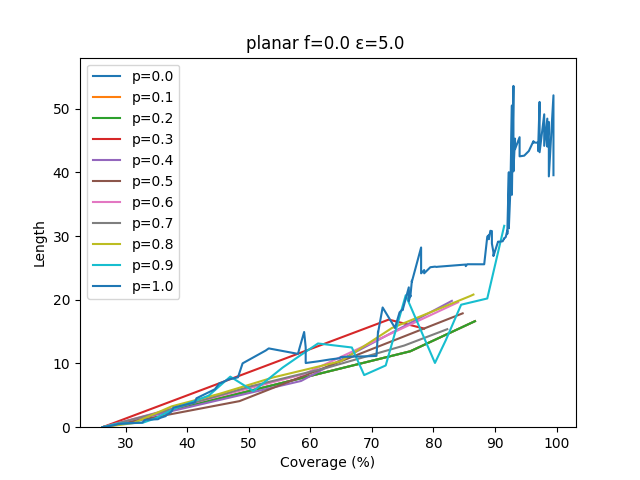 planar f=0.0 ε=5.0
p=0.0
p=0.1
p=0.2
p=0.3
p=0.4
p=0.5
p=0.6
p=0.7
p=0.8
p=0.9
p=1.0
50
40
30
20
10
0
Length
30 40 50 60 70 80 90 100
Coverage (%)